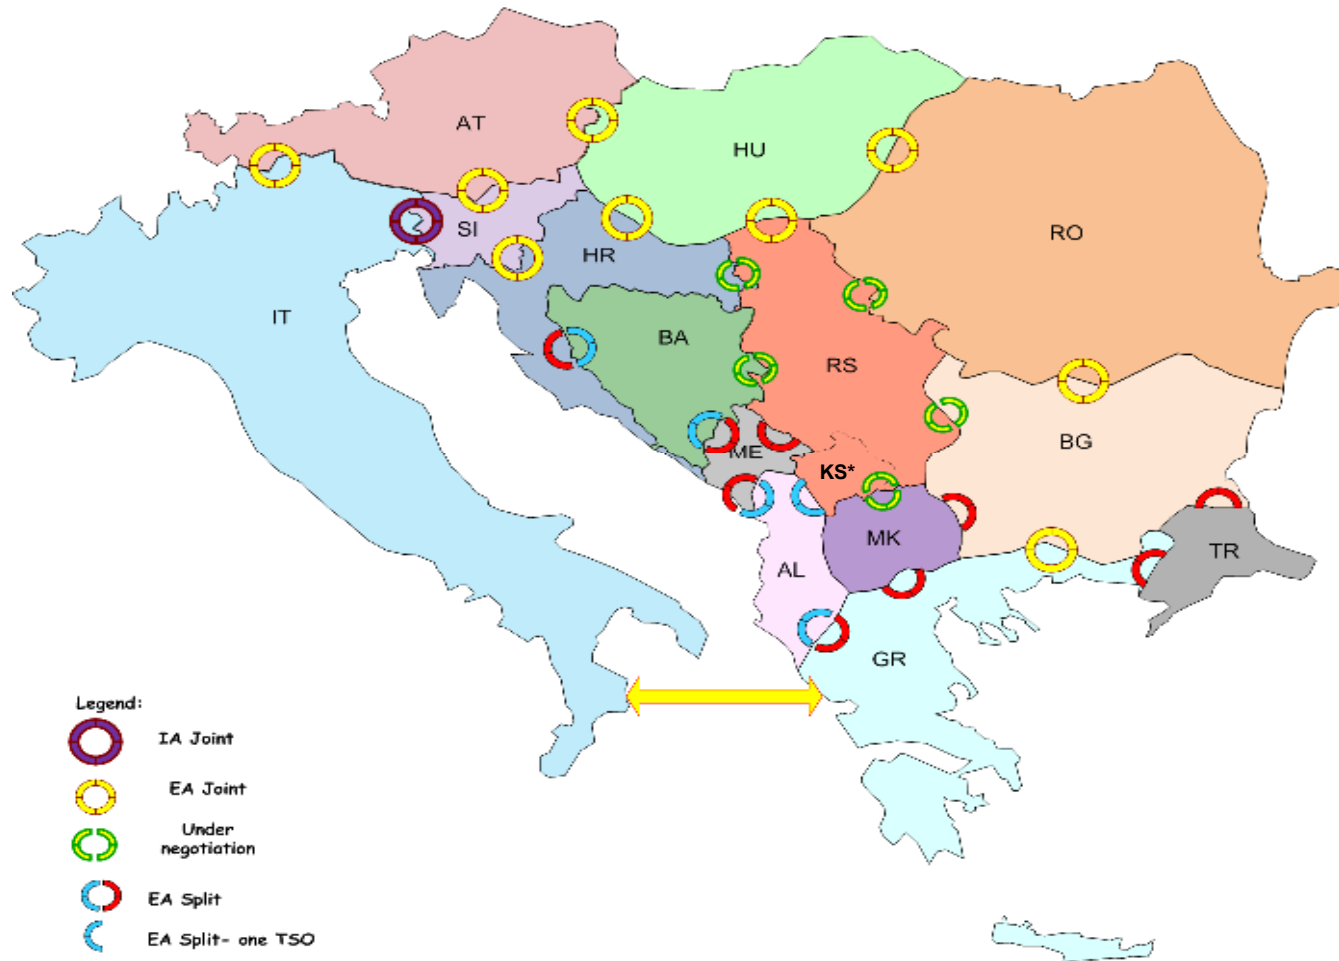 AT
HU
RO
SI
HR
IT
BA
RS
BG
ME
KS*
MK
TR
AL
GR
Legend:
IA Joint
EA Joint
Under
negotiation
EA Split
EA Split- one TSO